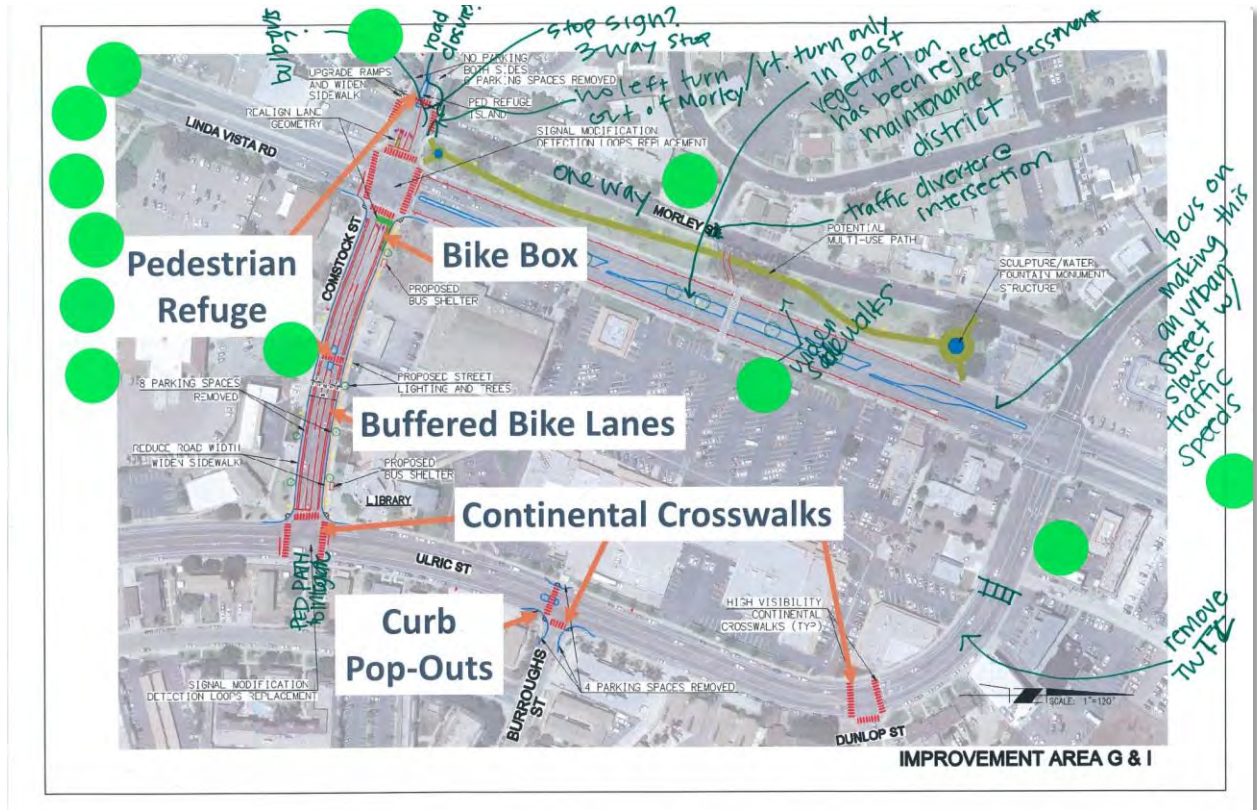 bulb outs?
road
closure?
Stop sign?
3 way stop
no left turn
out of Morley
rt. turn only
In past
vegetation
has been rejected
maintenance assessment
district
one way
traffic diverter @
intersection
widen
sidewalks
focus on
making this
an urban
street w/
slower
traffic
speeds
remove
PED PATH
to migate
UPGRADE RAMPS
AND WIDEN
SIDEWALK
NO PARKING
BOTH SIDES
6 PARKING SPACES REMOVED
PED REFUGE
ISLAND
REALIGN LANE
GEOMETRY
SIGNAL MODIFICATION
DETECTION LOOPS REPLACEMENT
LINDA VISTA RD
COMSTOCK ST
MORLEY ST
POTENTIAL
MULTI-USE PATH
SCULPTURE/WATER
FOUNTAIN MONUMENT
STRUCTURE
Pedestrian
Refuge
Bike Box
PROPOSED
BUS SHELTER
8 PARKING SPACES
REMOVED
PROPOSED STREET
LIGHTING AND TREES
Buffered Bike Lanes
REDUCE ROAD WIDTH
WIDEN SIDEWALK
PROPOSED
BUS SHELTER
LIBRARY
Continental Crosswalks
ULRIC ST
Curb
Pop-Outs
HIGH VISIBILITY
CONTINENTAL
CROSSWALKS (TYP)
SIGNAL MODIFICATION
DETECTION LOOPS REPLACEMENT
BURROUGHS
ST
4 PARKING SPACES REMOVED
DUNLOP ST
SCALE: 1"=120'
IMPROVEMENT AREA G & I